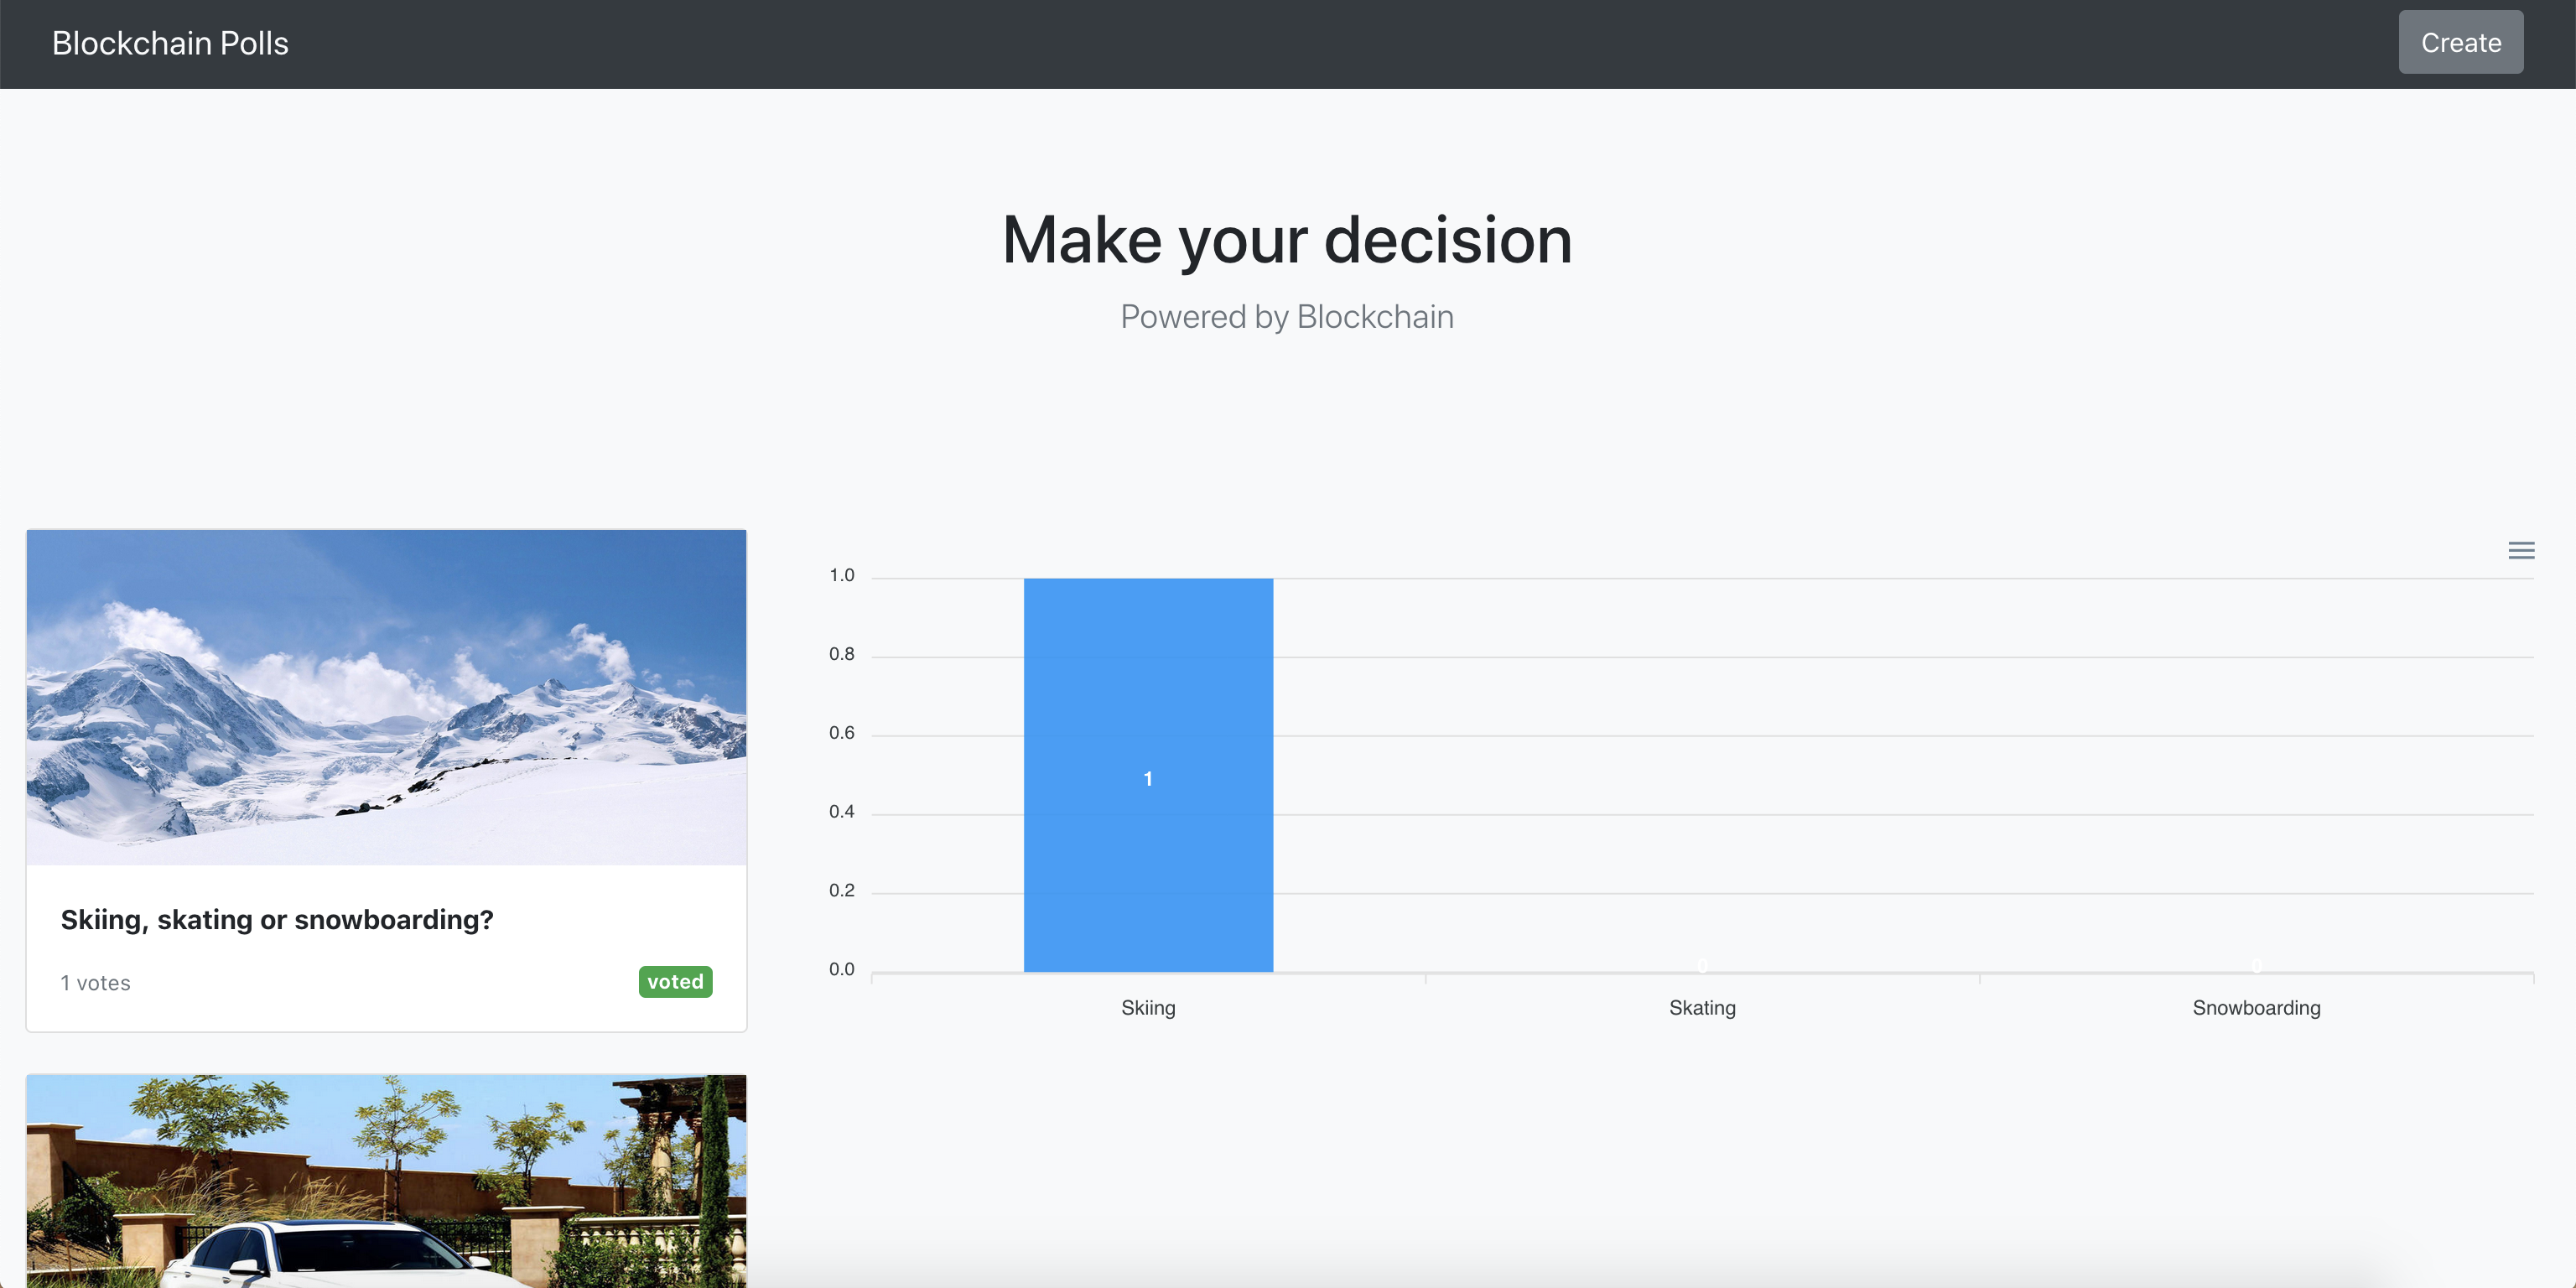 Blockchain Polls
Create
Make your decision
Powered by Blockchain
Skiing, skating or snowboarding?
1 votes
voted
1.0
0.8
0.6
0.4
0.2
0.0
1
0
0
Skiing
Skating
Snowboarding